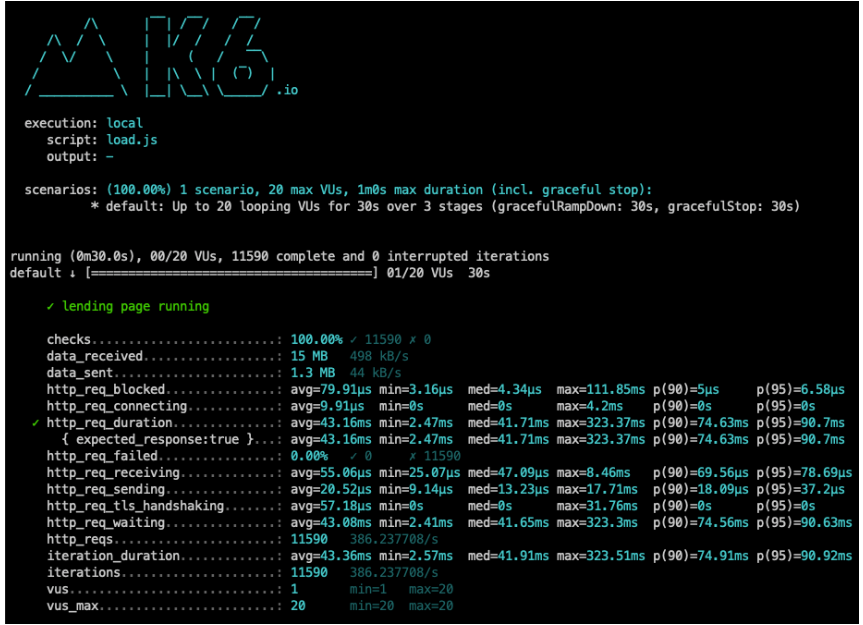 K6
.io
execution: local
script: load.js
output: -
scenarios: (100.00%) 1 scenario, 20 max VUs, 1m0s max duration (incl. graceful stop):
* default: Up to 20 looping VUs for 30s over 3 stages (gracefulRampDown: 30s, gracefulStop: 30s)
running (0m30.0s), 00/20 VUs, 11590 complete and 0 interrupted iterations
default ↓ [======================================] 01/20 VUs  30s
✓ lending page running
checks.........................: 100.00% ✓ 11590 ✗ 0
data_received..................: 15 MB   498 kB/s
data_sent......................: 1.3 MB  44 kB/s
http_req_blocked...............: avg=79.91µs min=3.16µs  med=4.34µs  max=111.85ms p(90)=5µs     p(95)=6.58µs
http_req_connecting............: avg=9.91µs  min=0s      med=0s      max=4.2ms    p(90)=0s      p(95)=0s
✓ http_req_duration..............: avg=43.16ms min=2.47ms  med=41.71ms max=323.37ms p(90)=74.63ms p(95)=90.7ms
{ expected_response:true }...: avg=43.16ms min=2.47ms  med=41.71ms max=323.37ms p(90)=74.63ms p(95)=90.7ms
http_req_failed................: 0.00%   ✓ 0     ✗ 11590
http_req_receiving.............: avg=55.06µs min=25.07µs med=47.09µs max=8.46ms   p(90)=69.56µs p(95)=78.69µs
http_req_sending...............: avg=20.52µs min=9.14µs  med=13.23µs max=17.71ms  p(90)=18.09µs p(95)=37.2µs
http_req_tls_handshaking.......: avg=57.18µs min=0s      med=0s      max=31.76ms  p(90)=0s      p(95)=0s
http_req_waiting...............: avg=43.08ms min=2.41ms  med=41.65ms max=323.3ms  p(90)=74.56ms p(95)=90.63ms
http_reqs......................: 11590   386.237708/s
iteration_duration.............: avg=43.36ms min=2.57ms  med=41.91ms max=323.51ms p(90)=74.91ms p(95)=90.92ms
iterations.....................: 11590   386.237708/s
vus............................: 1       min=1   max=20
vus_max........................: 20      min=20  max=20